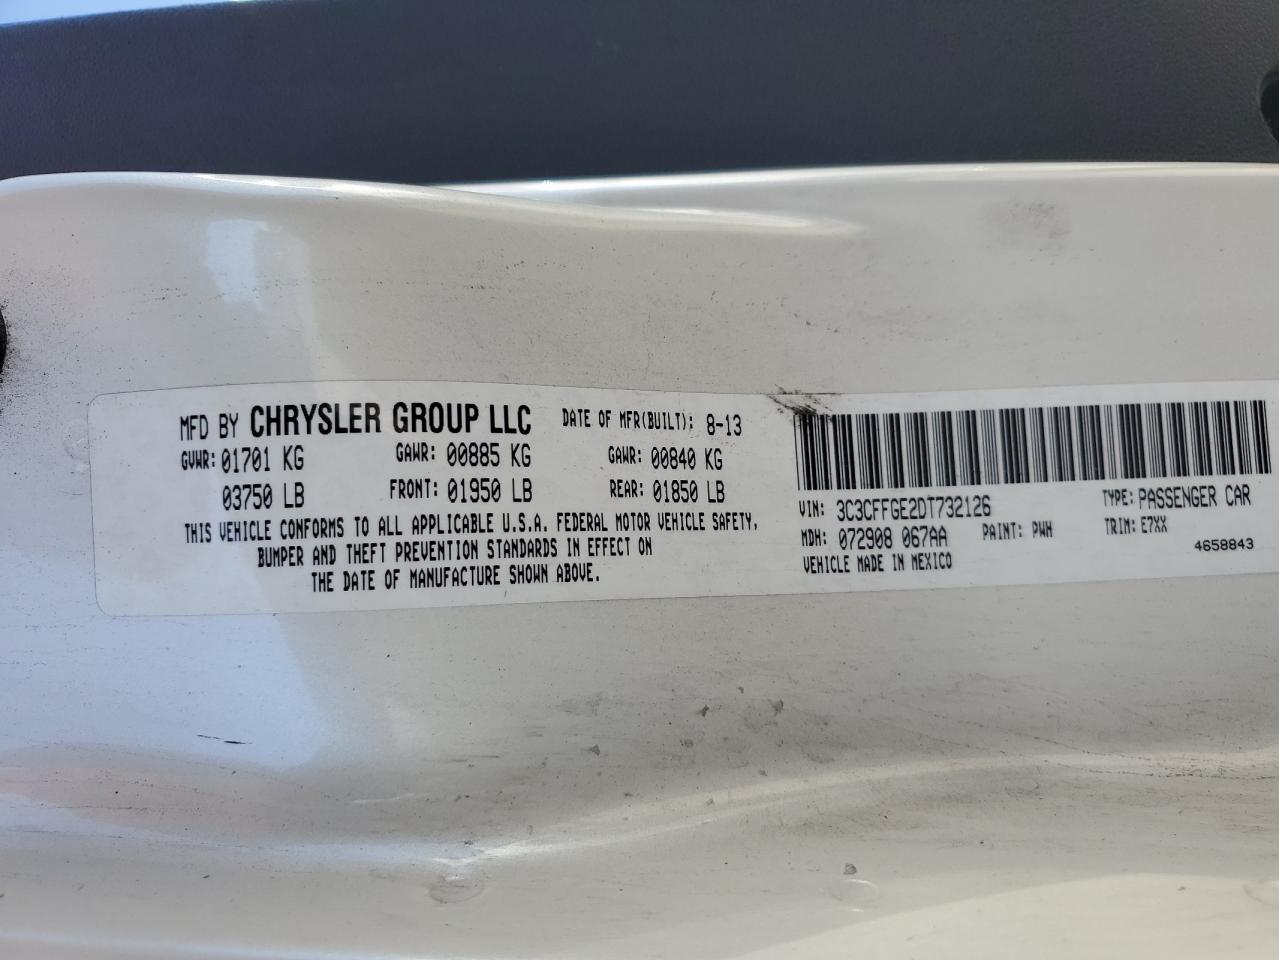 MFD BY CHRYSLER GROUP LLC DATE OF MFR(BUILT): 8-13
GVWR: 01701 KG GAWR: 00885 KG GAWR: 00840 KG
03750 LB FRONT: 01950 LB REAR: 01850 LB
THIS VEHICLE CONFORMS TO ALL APPLICABLE U.S.A. FEDERAL MOTOR VEHICLE SAFETY,
BUMPER AND THEFT PREVENTION STANDARDS IN EFFECT ON
THE DATE OF MANUFACTURE SHOWN ABOVE.
VIN: 3C3CFFGE2DT732126 TYPE: PASSENGER CAR
MDH: 072908 067AA PAINT: PWH TRIM: E7XX
VEHICLE MADE IN MEXICO 4658843